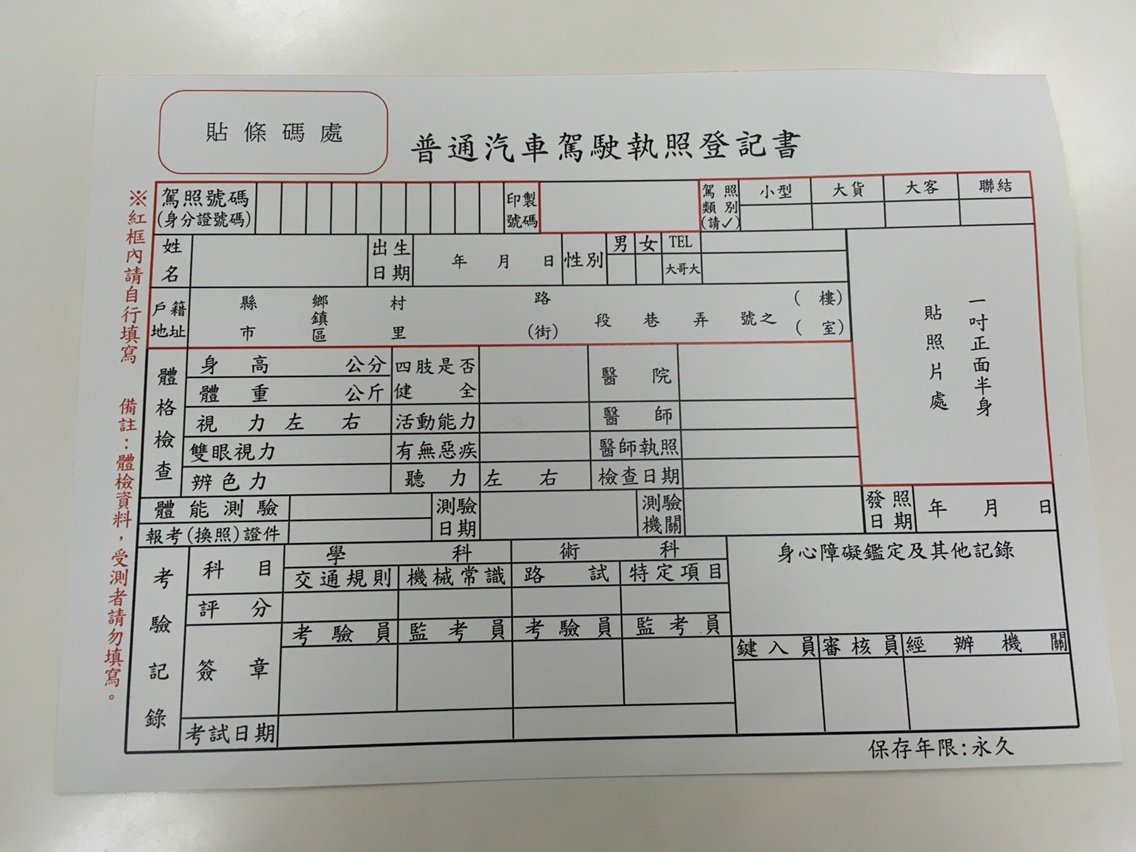 貼條碼處
普通汽車駕駛執照登記書
※紅框內請自行填寫 備註：體檢資料，受測者請勿填寫。
駕照號碼
(身分證號碼)
印製
號碼
駕照
類別
(請✓)
小型 大貨 大客 聯結
姓名
出生
日期
年 月 日
性別
男 女
TEL
大哥大
戶籍
地址
縣 鄉 村 路 ( 樓)
鎮 段 巷 弄 號之
市 區 里 (街) ( 室)
一吋正面半身
貼照片處
體格檢查
身高 公分
四肢是否
健全
醫院
體重 公斤
視力左右
活動能力
醫師
雙眼視力
有無惡疾
醫師執照
辨色力
聽力左右
檢查日期
體能測驗
測驗
日期
測驗
機關
發照
日期
年 月 日
報考(換照)證件
考驗記錄
科目
學科 術科
身心障礙鑑定及其他記錄
交通規則 機械常識 路試 特定項目
評分
簽章
考驗員 監考員 考驗員 監考員
鍵入員 審核員 經辦機關
考試日期
保存年限:永久